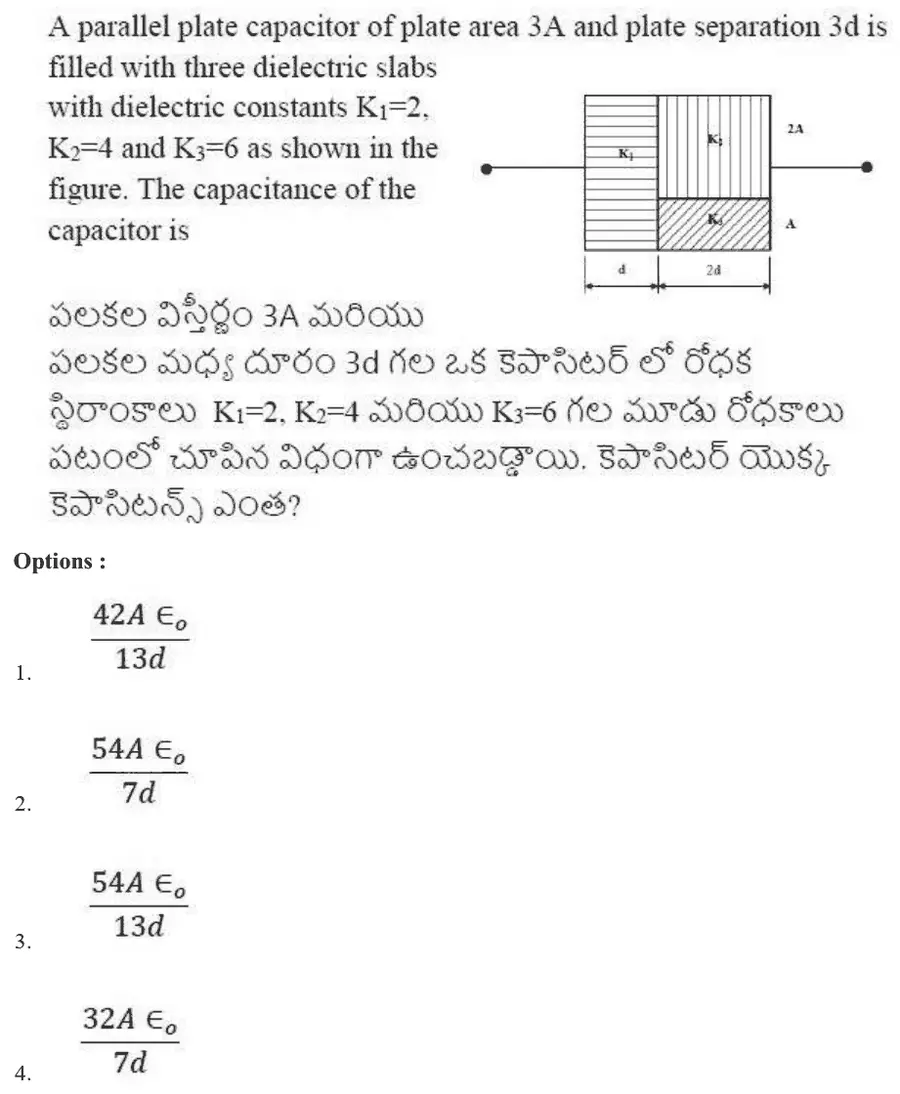 A parallel plate capacitor of plate area 3A and plate separation 3d is
filled with three dielectric slabs
with dielectric constants K₁=2,
K₂=4 and K₃=6 as shown in the
figure. The capacitance of the
capacitor is
K₁
K₂
2A
K₃
A
d
2d
పలకల విస్తీర్ణం 3A మరియు
పలకల మధ్య దూరం 3d గల ఒక కెపాసిటర్ లో రోధక
స్థిరాంకాలు K₁=2, K₂=4 మరియు K₃=6 గల మూడు రోధకాలు
పటంలో చూపిన విధంగా ఉంచబడ్డాయి. కెపాసిటర్ యొక్క
కెపాసిటన్స్ ఎంత?
Options :
1. 42A ∈ₒ / 13d
2. 54A ∈ₒ / 7d
3. 54A ∈ₒ / 13d
4. 32A ∈ₒ / 7d